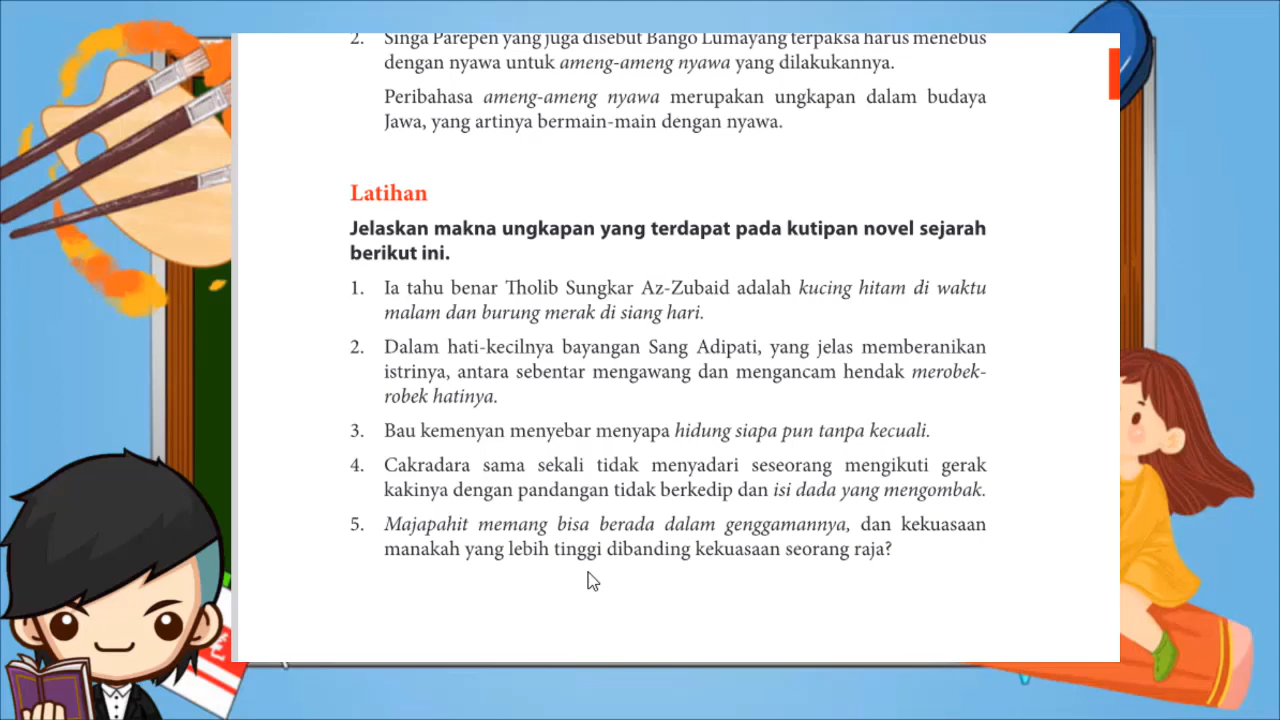 2. Singa Parepen yang juga disebut Bango Lumayang terpaksa harus menebus
dengan nyawa untuk ameng-ameng nyawa yang dilakukannya.
Peribahasa ameng-ameng nyawa merupakan ungkapan dalam budaya
Jawa, yang artinya bermain-main dengan nyawa.
Latihan
Jelaskan makna ungkapan yang terdapat pada kutipan novel sejarah
berikut ini.
1. Ia tahu benar Tholib Sungkar Az-Zubaid adalah kucing hitam di waktu
malam dan burung merak di siang hari.
2. Dalam hati-kecilnya bayangan Sang Adipati, yang jelas memberanikan
istrinya, antara sebentar mengawang dan mengancam hendak merobek-
robek hatinya.
3. Bau kemenyan menyebar menyapa hidung siapa pun tanpa kecuali.
4. Cakradara sama sekali tidak menyadari seseorang mengikuti gerak
kakinya dengan pandangan tidak berkedip dan isi dada yang mengombak.
5. Majapahit memang bisa berada dalam genggamannya, dan kekuasaan
manakah yang lebih tinggi dibanding kekuasaan seorang raja?